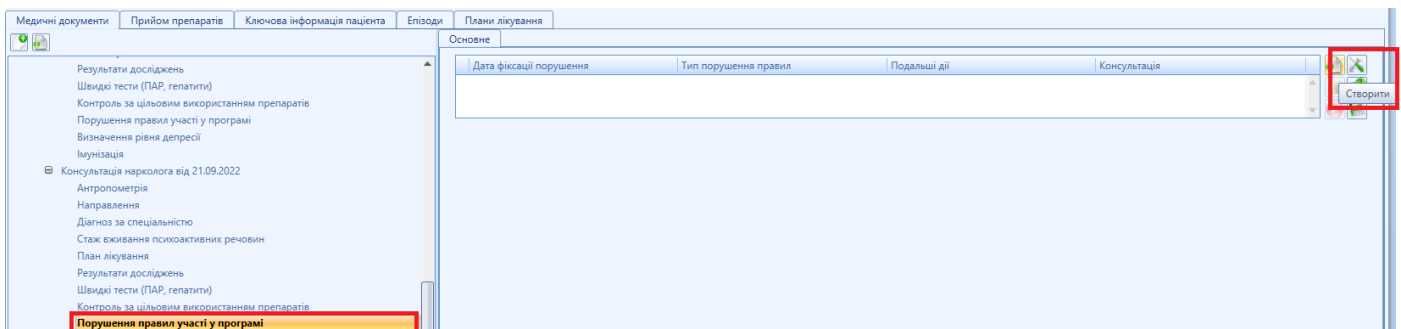 Медичні документи Прийом препаратів Ключова інформація пацієнта Епізоди Плани лікування
Основне
Результати досліджень
Швидкі тести (ПАР, гепатити)
Контроль за цільовим використанням препаратів
Порушення правил участі у програмі
Визначення рівня депресії
Імунізація
Консультація нарколога від 21.09.2022
Антропометрія
Направлення
Діагноз за спеціальністю
Стаж вживання психоактивних речовин
План лікування
Результати досліджень
Швидкі тести (ПАР, гепатити)
Контроль за цільовим використанням препаратів
Порушення правил участі у програмі
Дата фіксації порушення Тип порушення правил Подальші дії Консультація
Створити